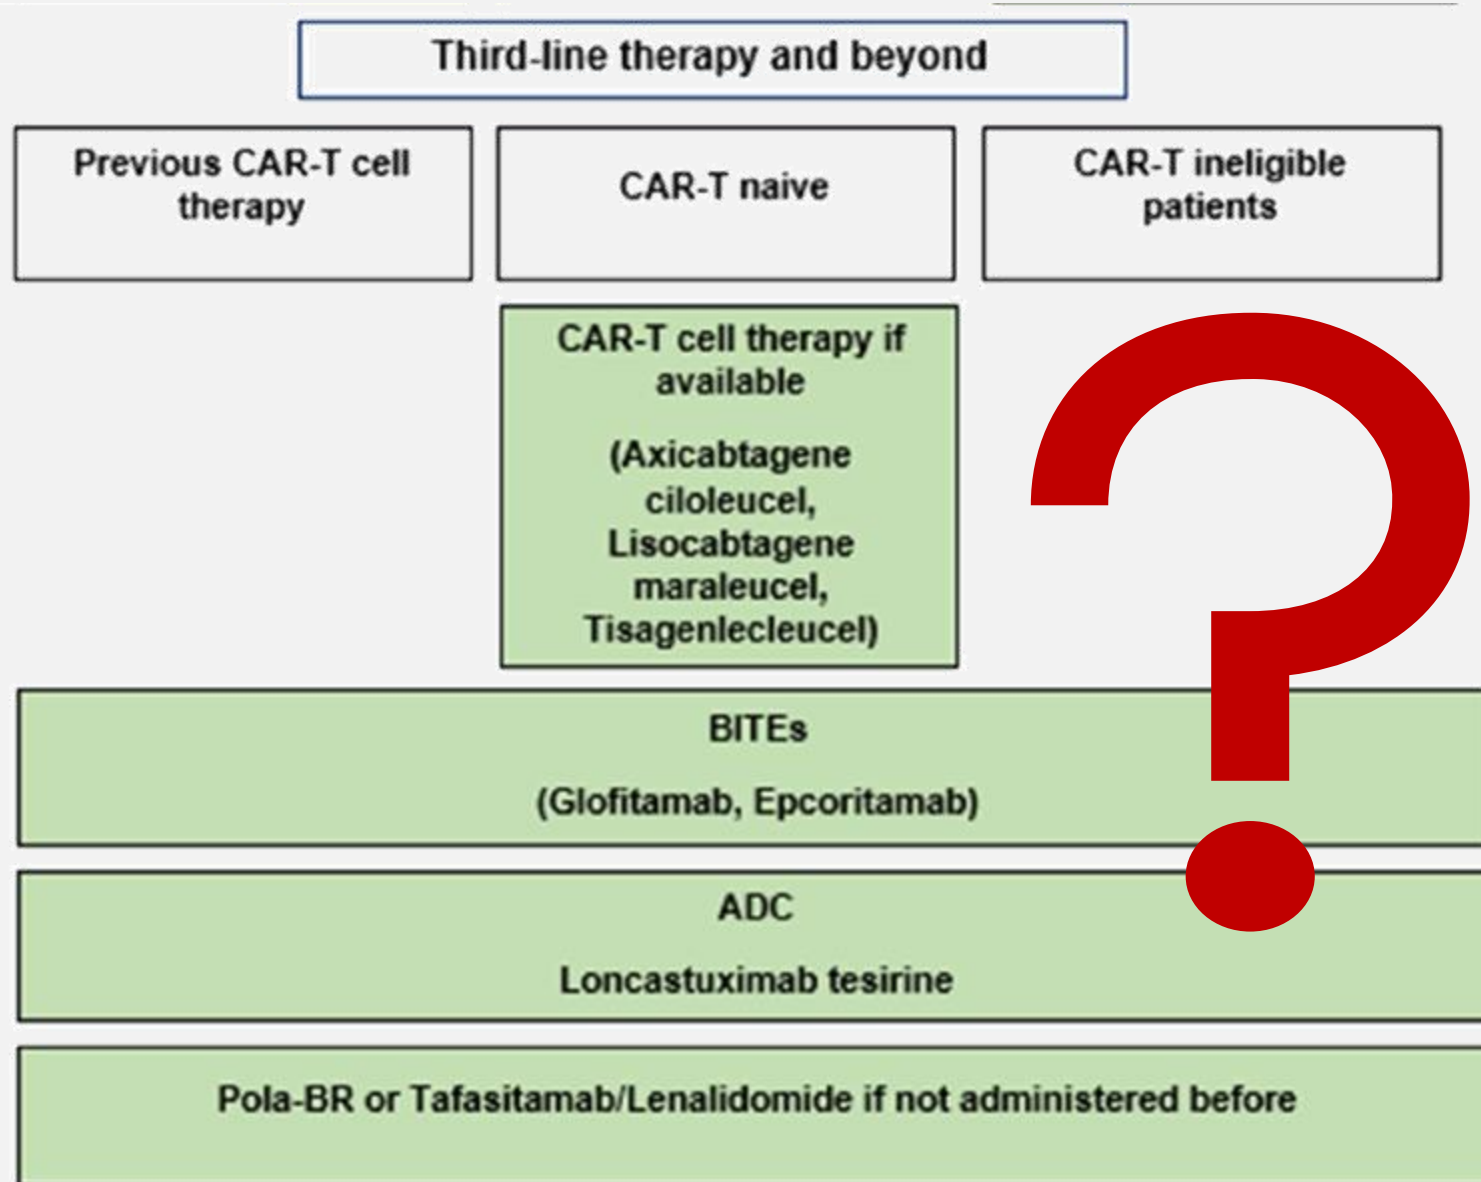 Third-line therapy and beyond
Previous CAR-T cell
therapy
CAR-T naive
CAR-T ineligible
patients
CAR-T cell therapy if
available
(Axicabtagene
ciloleucel,
Lisocabtagene
maraleucel,
Tisagenlecleucel)
BITEs
(Glofitamab, Epcoritamab)
ADC
Loncastuximab tesirine
Pola-BR or Tafasitamab/Lenalidomide if not administered before
?